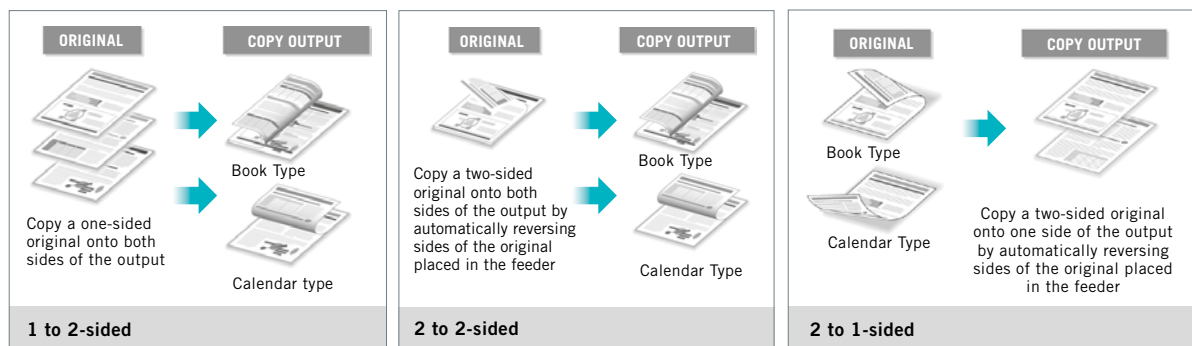 ORIGINAL
COPY OUTPUT
Book Type
Copy a one-sided
original onto both
sides of the output
Calendar type
1 to 2-sided
ORIGINAL
COPY OUTPUT
Book Type
Copy a two-sided
original onto both
sides of the output by
automatically reversing
sides of the original
placed in the feeder
Calendar Type
2 to 2-sided
ORIGINAL
COPY OUTPUT
Book Type
Calendar Type
Copy a two-sided original
onto one side of the output
by automatically reversing
sides of the original placed
in the feeder
2 to 1-sided